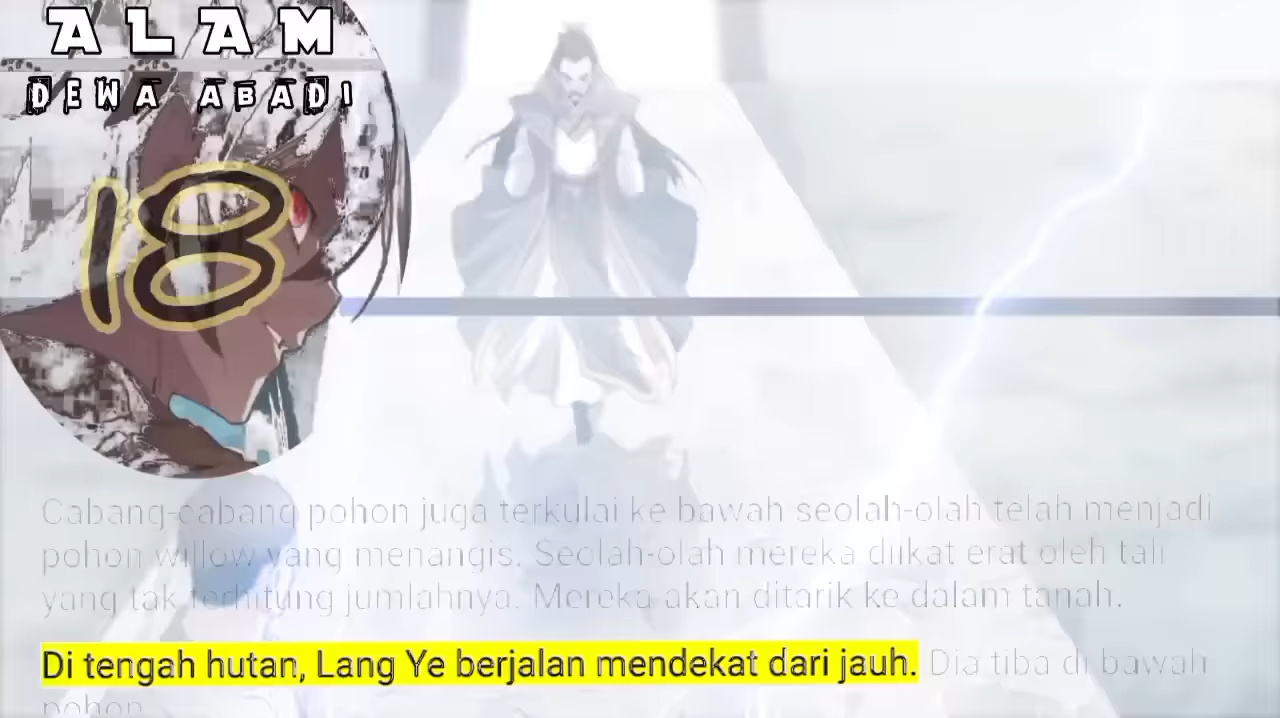 ALAM
DEWA ABADI
18
Cabang-cabang pohon juga terkulai ke bawah seolah-olah telah menjadi
pohon willow yang menangis. Seolah-olah mereka diikat erat oleh tali
yang tak terhitung jumlahnya. Mereka akan ditarik ke dalam tanah.
Di tengah hutan, Lang Ye berjalan mendekat dari jauh. Dia tiba di bawah
pohon